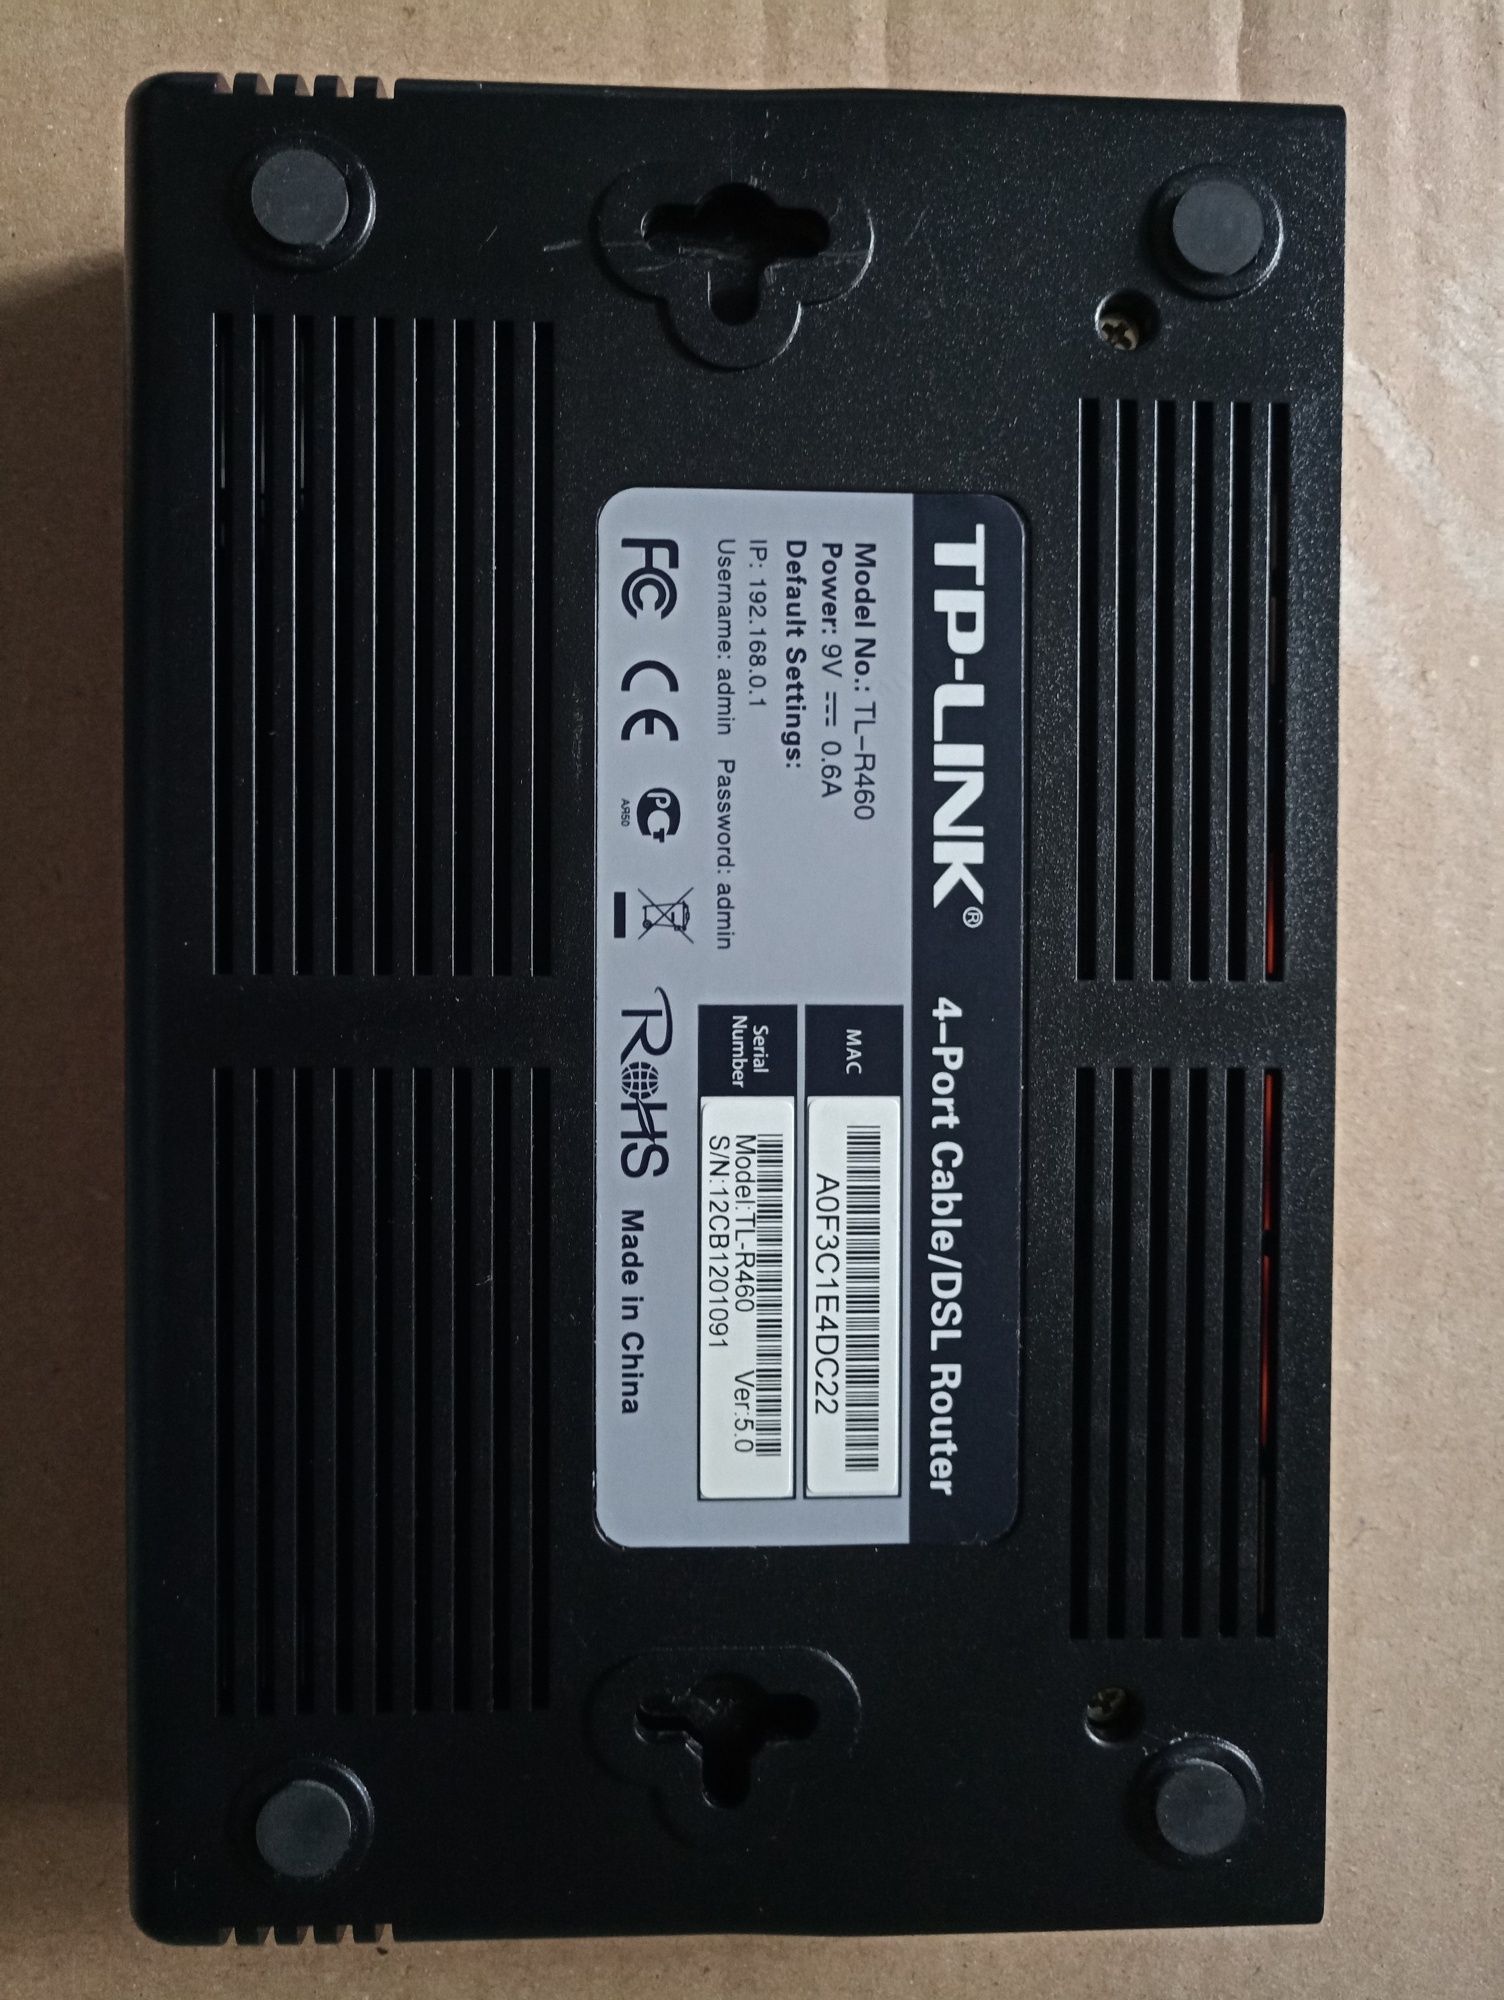 TP-LINK® 4-Port Cable/DSL Router
Model No.: TL-R460
Power: 9V 0.6A
Default Settings:
IP: 192.168.0.1
Username: admin Password: admin
MAC
A0F3C1E4DC22
Serial
Number
Model:TL-R460 Ver:5.0
S/N:12CB1201091
FC CE РСТ
АЯ50
RoHS Made in China